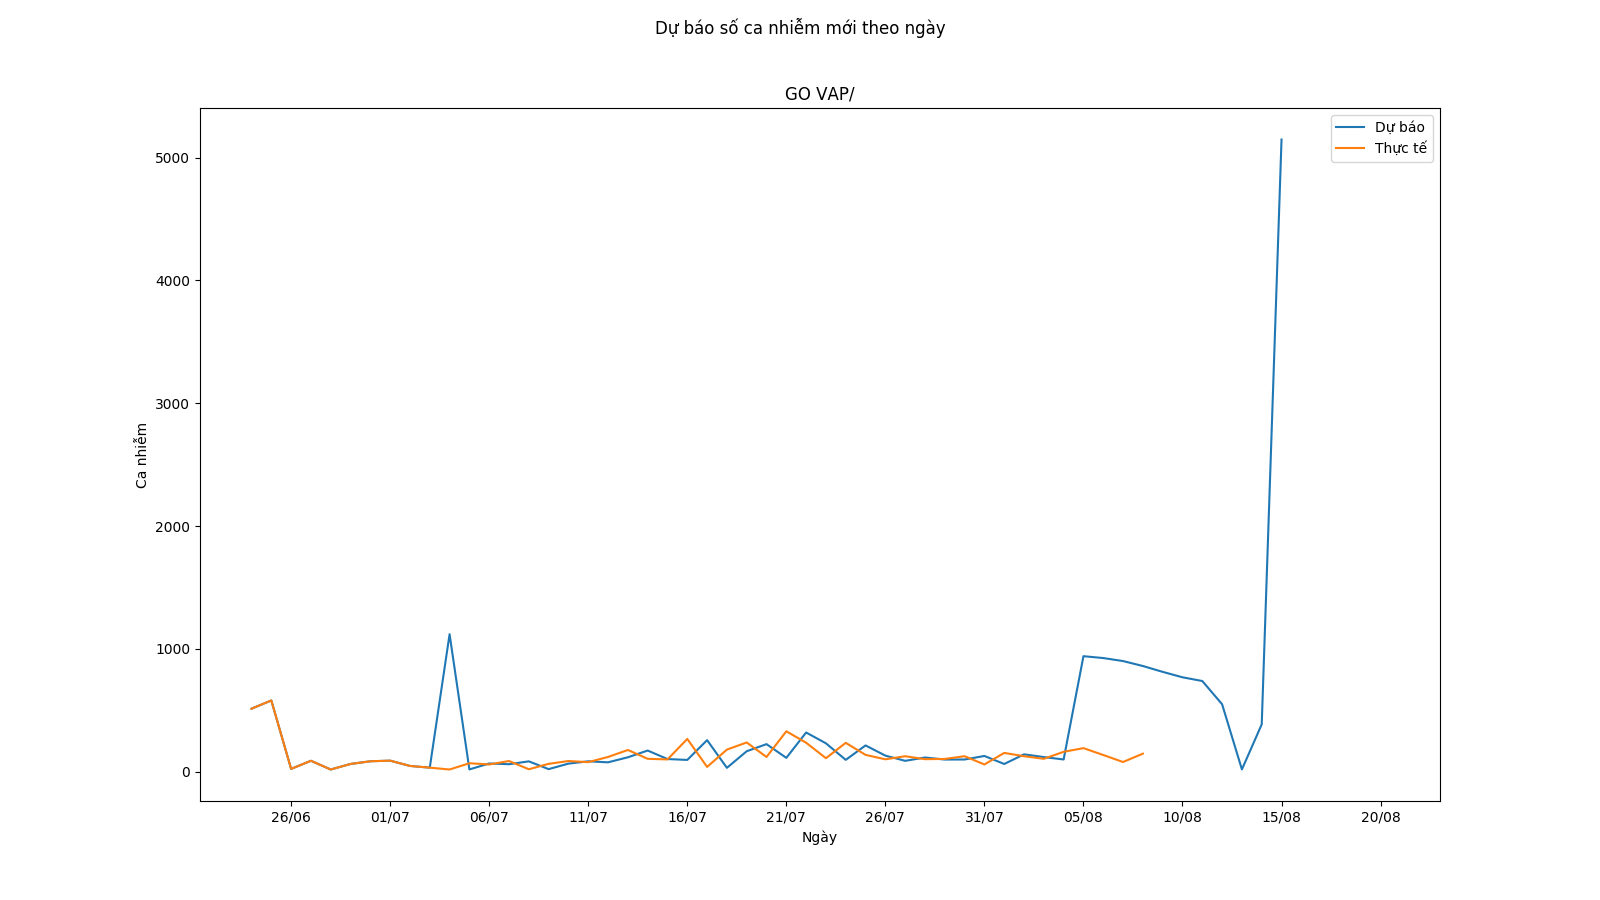 Dự báo số ca nhiễm mới theo ngày
GO VAP/
Dự báo
Thực tế
5000
4000
3000
2000
1000
0
Ca nhiễm
26/06 01/07 06/07 11/07 16/07 21/07 26/07 31/07 05/08 10/08 15/08 20/08
Ngày